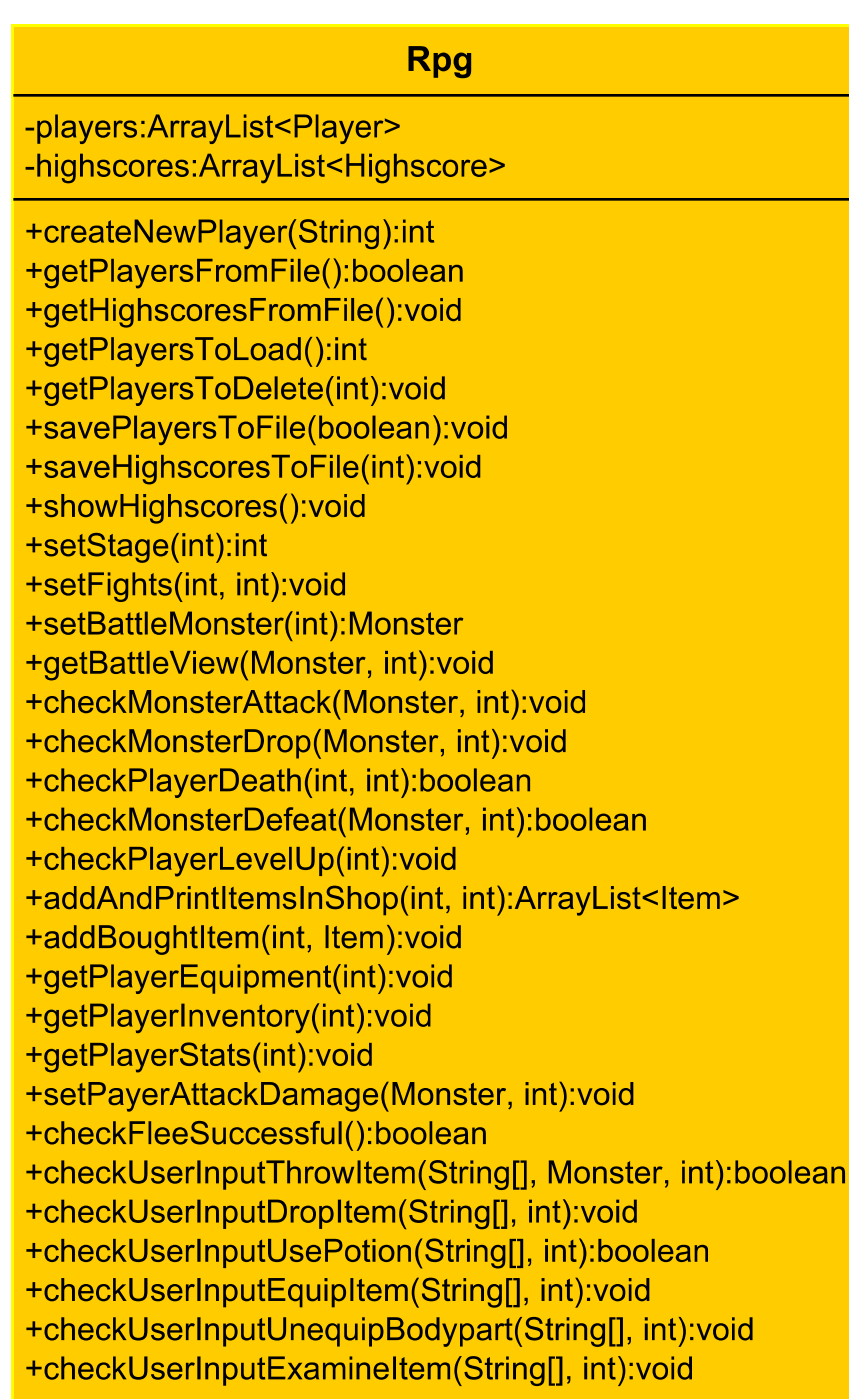 Rpg
-players:ArrayList<Player>
-highscores:ArrayList<Highscore>
+createNewPlayer(String):int
+getPlayersFromFile():boolean
+getHighscoresFromFile():void
+getPlayersToLoad():int
+getPlayersToDelete(int):void
+savePlayersToFile(boolean):void
+saveHighscoresToFile(int):void
+showHighscores():void
+setStage(int):int
+setFights(int, int):void
+setBattleMonster(int):Monster
+getBattleView(Monster, int):void
+checkMonsterAttack(Monster, int):void
+checkMonsterDrop(Monster, int):void
+checkPlayerDeath(int, int):boolean
+checkMonsterDefeat(Monster, int):boolean
+checkPlayerLevelUp(int):void
+addAndPrintItemsInShop(int, int):ArrayList<Item>
+addBoughtItem(int, Item):void
+getPlayerEquipment(int):void
+getPlayerInventory(int):void
+getPlayerStats(int):void
+setPayerAttackDamage(Monster, int):void
+checkFleeSuccessful():boolean
+checkUserInputThrowItem(String[], Monster, int):boolean
+checkUserInputDropItem(String[], int):void
+checkUserInputUsePotion(String[], int):boolean
+checkUserInputEquipItem(String[], int):void
+checkUserInputUnequipBodypart(String[], int):void
+checkUserInputExamineItem(String[], int):void